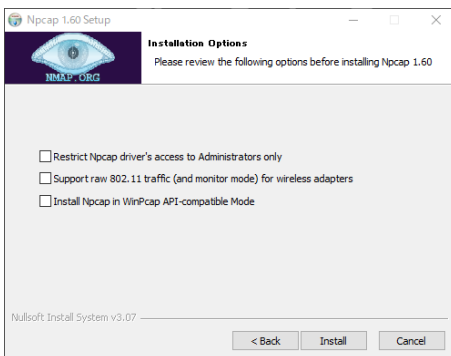 Npcap 1.60 Setup
NMAP.ORG
Installation Options
Please review the following options before installing Npcap 1.60
Restrict Npcap driver's access to Administrators only
Support raw 802.11 traffic (and monitor mode) for wireless adapters
Install Npcap in WinPcap API-compatible Mode
Nullsoft Install System v3.07
< Back Install Cancel